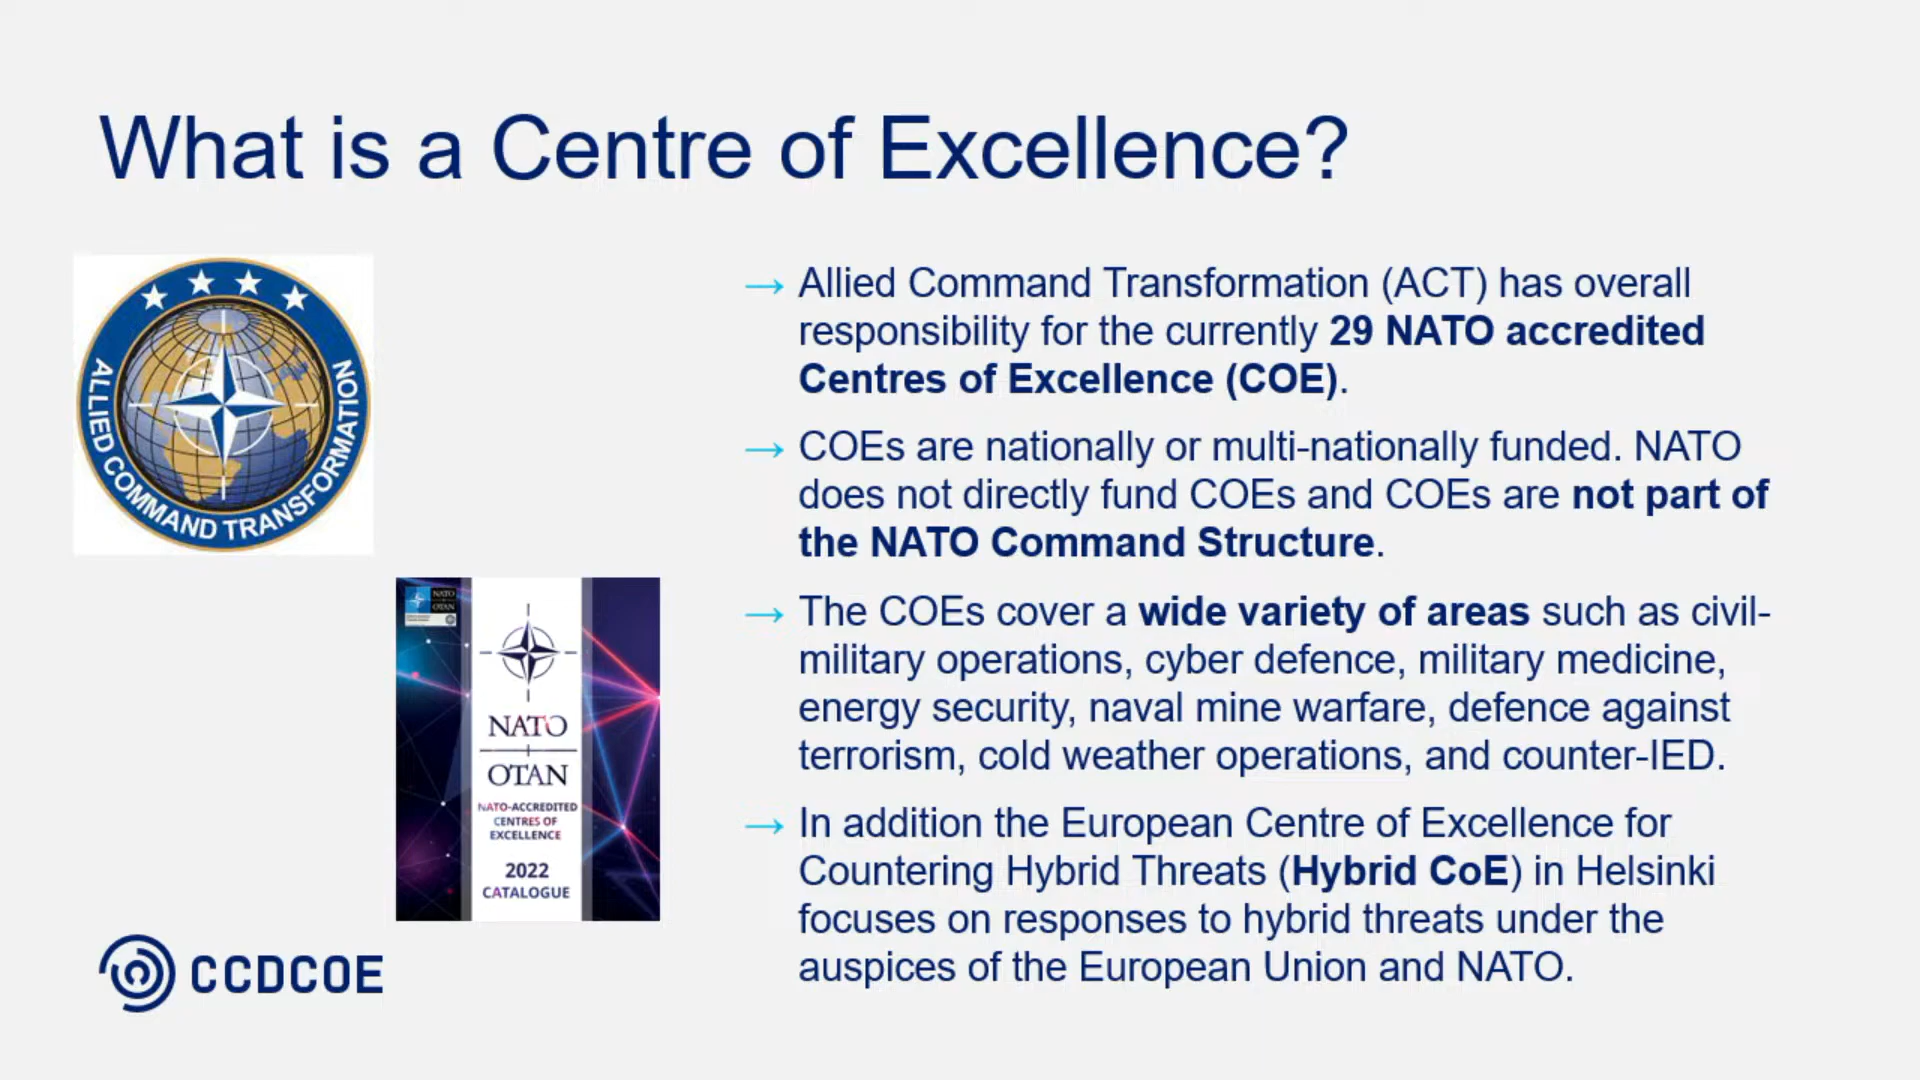 What is a Centre of Excellence?
ALLIED COMMAND TRANSFORMATION
→ Allied Command Transformation (ACT) has overall
responsibility for the currently 29 NATO accredited
Centres of Excellence (COE).
→ COEs are nationally or multi-nationally funded. NATO
does not directly fund COEs and COEs are not part of
the NATO Command Structure.
→ The COEs cover a wide variety of areas such as civil-
military operations, cyber defence, military medicine,
energy security, naval mine warfare, defence against
terrorism, cold weather operations, and counter-IED.
→ In addition the European Centre of Excellence for
Countering Hybrid Threats (Hybrid CoE) in Helsinki
focuses on responses to hybrid threats under the
auspices of the European Union and NATO.
NATO
OTAN
NATO
OTAN
NATO-ACCREDITED
CENTRES OF
EXCELLENCE
2022
CATALOGUE
CCDCOE